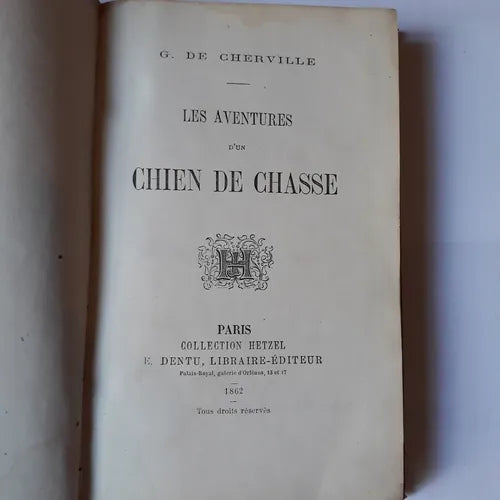 G. DE CHERVILLE
LES AVENTURES
D'UN
CHIEN DE CHASSE
H
PARIS
COLLECTION HETZEL
E. DENTU, LIBRAIRE-ÉDITEUR
Palais-Royal, galerie d'Orléans, 13 et 17
1862
Tous droits réservés